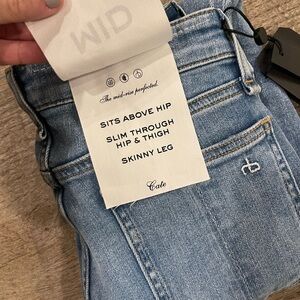 MID
The mid-rise perfected.
SITS ABOVE HIP
SLIM THROUGH
HIP & THIGH
SKINNY LEG
Cate